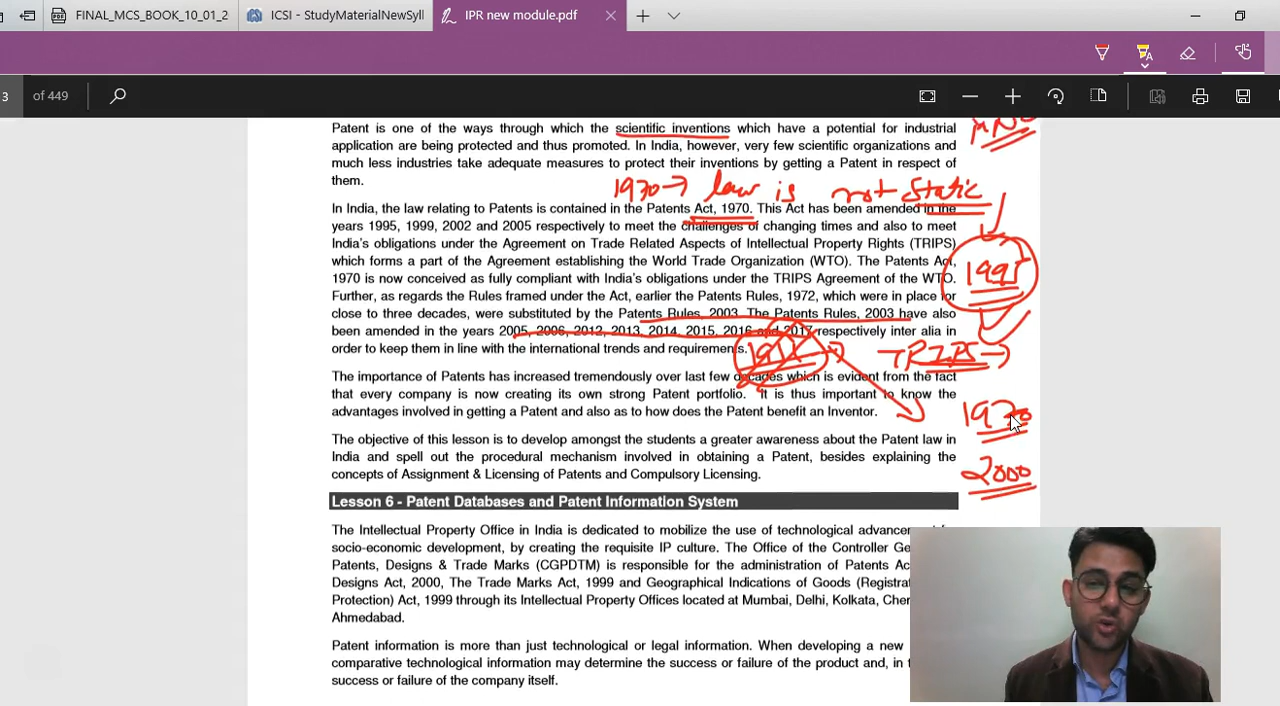 FINAL_MCS_BOOK_10_01_2
ICSI - StudyMaterialNewSyll
IPR new module.pdf
3
of 449
Patent is one of the ways through which the scientific inventions which have a potential for industrial
application are being protected and thus promoted. In India, however, very few scientific organizations and
much less industries take adequate measures to protect their inventions by getting a Patent in respect of
them.
1970 → law is not static
In India, the law relating to Patents is contained in the Patents Act, 1970. This Act has been amended in the
years 1995, 1999, 2002 and 2005 respectively to meet the challenges of changing times and also to meet
India's obligations under the Agreement on Trade Related Aspects of Intellectual Property Rights (TRIPS)
which forms a part of the Agreement establishing the World Trade Organization (WTO). The Patents Act,
1970 is now conceived as fully compliant with India's obligations under the TRIPS Agreement of the WTO.
1995
Further, as regards the Rules framed under the Act, earlier the Patents Rules, 1972, which were in place for
close to three decades, were substituted by the Patents Rules, 2003. The Patents Rules, 2003 have also
been amended in the years 2005, 2006, 2012, 2013, 2014, 2015, 2016 and 2017 respectively inter alia in
order to keep them in line with the international trends and requirements.
TRIPS →
The importance of Patents has increased tremendously over last few decades which is evident from the fact
that every company is now creating its own strong Patent portfolio. It is thus important to know the
advantages involved in getting a Patent and also as to how does the Patent benefit an Inventor.
1970
The objective of this lesson is to develop amongst the students a greater awareness about the Patent law in
India and spell out the procedural mechanism involved in obtaining a Patent, besides explaining the
concepts of Assignment & Licensing of Patents and Compulsory Licensing.
2000
Lesson 6 - Patent Databases and Patent Information System
The Intellectual Property Office in India is dedicated to mobilize the use of technological advancement
socio-economic development, by creating the requisite IP culture. The Office of the Controller Ge
Patents, Designs & Trade Marks (CGPDTM) is responsible for the administration of Patents Ac
Designs Act, 2000, The Trade Marks Act, 1999 and Geographical Indications of Goods (Registrat
Protection) Act, 1999 through its Intellectual Property Offices located at Mumbai, Delhi, Kolkata, Chen
Ahmedabad.
Patent information is more than just technological or legal information. When developing a new
comparative technological information may determine the success or failure of the product and, in t
success or failure of the company itself.